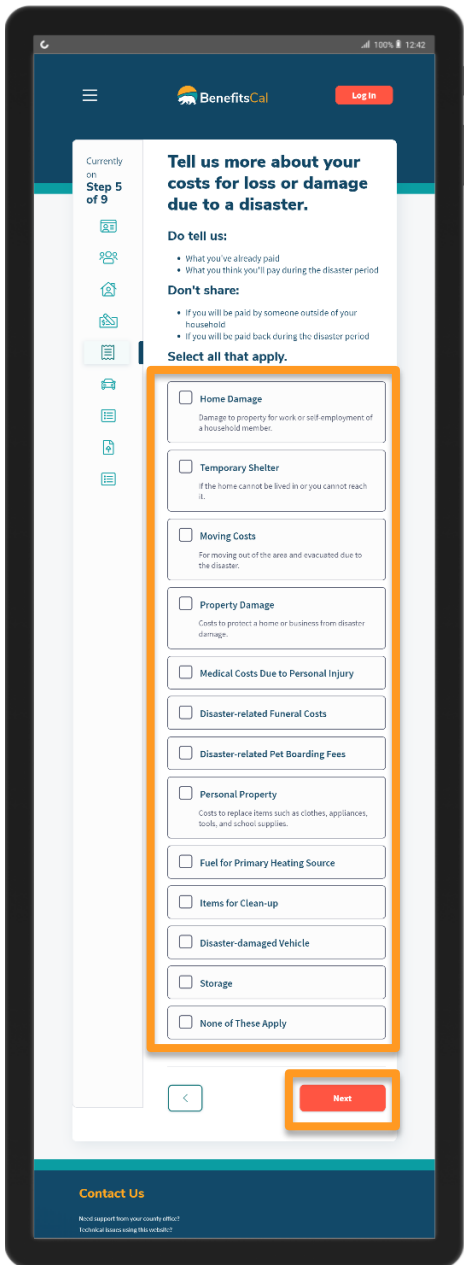 100% 12:42
BenefitsCal
Log In
Currently
on
Step 5
of 9
Tell us more about your
costs for loss or damage
due to a disaster.
Do tell us:
• What you've already paid
• What you think you'll pay during the disaster period
Don't share:
• If you will be paid by someone outside of your
household
• If you will be paid back during the disaster period
Select all that apply.
Home Damage
Damage to property for work or self-employment of
a household member.
Temporary Shelter
If the home cannot be lived in or you cannot reach
it.
Moving Costs
For moving out of the area and evacuated due to
the disaster.
Property Damage
Costs to protect a home or business from disaster
damage.
Medical Costs Due to Personal Injury
Disaster-related Funeral Costs
Disaster-related Pet Boarding Fees
Personal Property
Costs to replace items such as clothes, appliances,
tools, and school supplies.
Fuel for Primary Heating Source
Items for Clean-up
Disaster-damaged Vehicle
Storage
None of These Apply
<
Next
Contact Us
Need support from your county office?
Technical issues using this website?